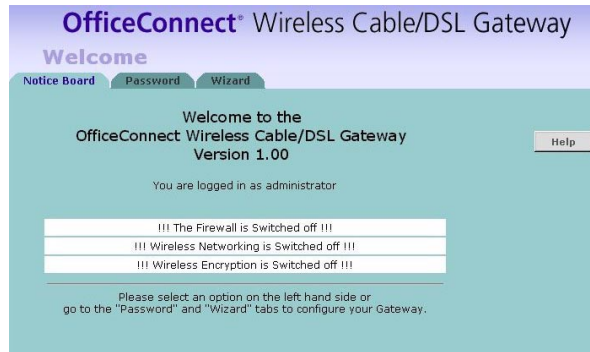 OfficeConnect® Wireless Cable/DSL Gateway
Welcome
Notice Board Password Wizard
Welcome to the
OfficeConnect Wireless Cable/DSL Gateway
Version 1.00
Help
You are logged in as administrator
!!! The Firewall is Switched off !!!
!!! Wireless Networking is Switched off !!!
!!! Wireless Encryption is Switched off !!!
Please select an option on the left hand side or
go to the "Password" and "Wizard" tabs to configure your Gateway.